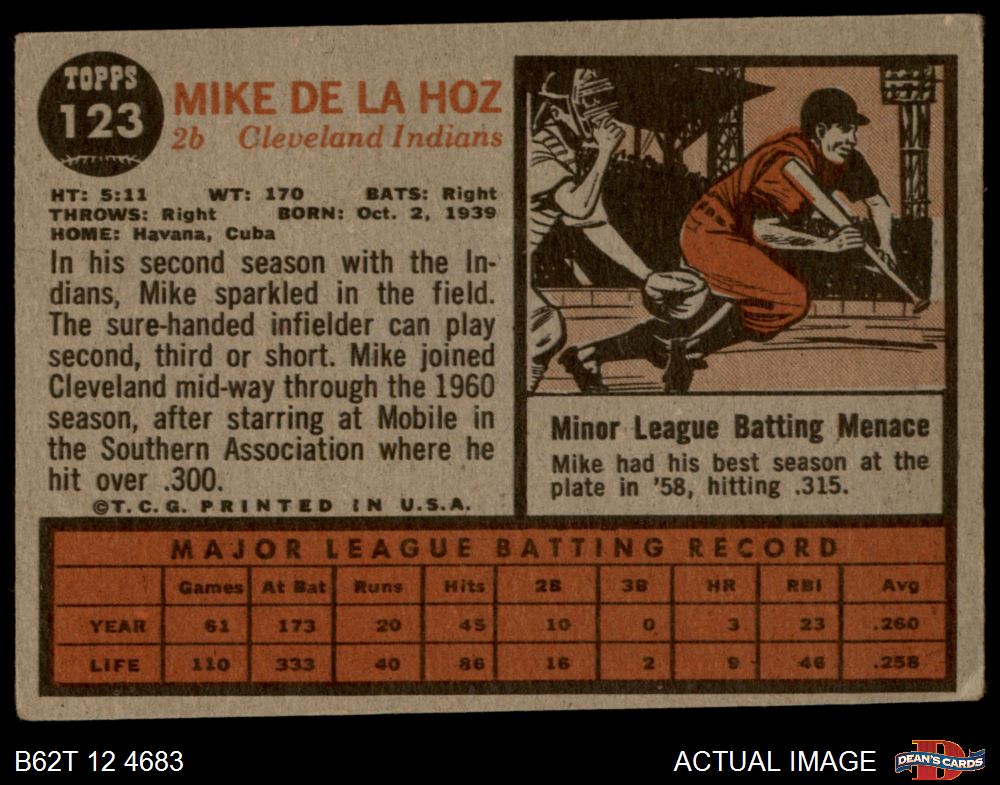 TOPPS
123
MIKE DE LA HOZ
2b Cleveland Indians
HT: 5:11 WT: 170 BATS: Right
THROWS: Right BORN: Oct. 2, 1939
HOME: Havana, Cuba
In his second season with the In-
dians, Mike sparkled in the field.
The sure-handed infielder can play
second, third or short. Mike joined
Cleveland mid-way through the 1960
season, after starring at Mobile in
the Southern Association where he
hit over .300.
©T.C.G. PRINTED IN U.S.A.
Minor League Batting Menace
Mike had his best season at the
plate in '58, hitting .315.
MAJOR LEAGUE BATTING RECORD
Games At Bat Runs Hits 2B 3B HR RBI Avg
YEAR 61 173 20 45 10 0 3 23 .260
LIFE 110 333 40 86 16 2 9 46 .258
B62T 12 4683
ACTUAL IMAGE
DEAN'S CARDS